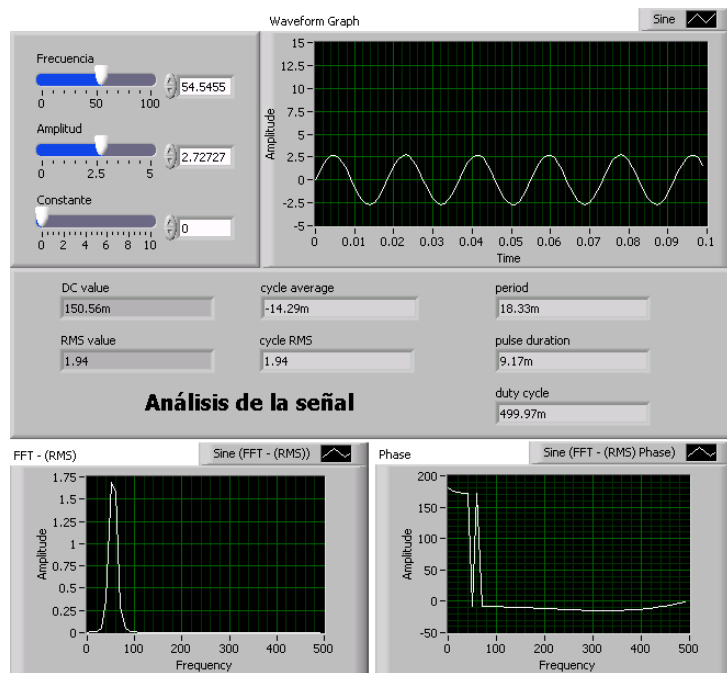 Waveform Graph
Sine
Frecuencia
54.5455
0 50 100
Amplitud
2.72727
0 2.5 5
Constante
0
0 2 4 6 8 10
Amplitude
15
12.5
10
7.5
5
2.5
0
-2.5
-5
0 0.01 0.02 0.03 0.04 0.05 0.06 0.07 0.08 0.09 0.1
Time
DC value
150.56m
cycle average
-14.29m
period
18.33m
RMS value
1.94
cycle RMS
1.94
pulse duration
9.17m
Análisis de la señal
duty cycle
499.97m
FFT - (RMS)
Sine (FFT - (RMS))
Amplitude
1.75
1.5
1.25
1
0.75
0.5
0.25
0
0 100 200 300 400 500
Frequency
Phase
Sine (FFT - (RMS) Phase)
Amplitude
200
150
100
50
0
-50
0 100 200 300 400 500
Frequency